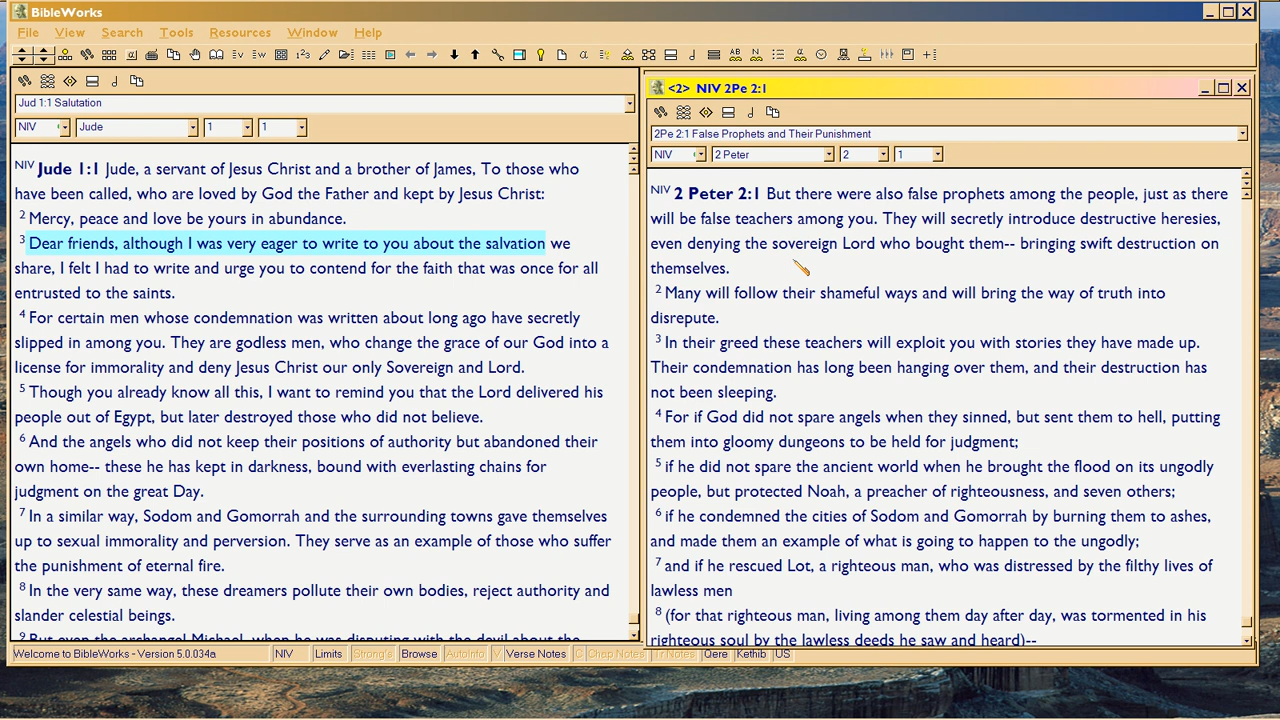 BibleWorks
File View Search Tools Resources Window Help
Jud 1:1 Salutation
NIV Jude 1 1
NIV Jude 1:1 Jude, a servant of Jesus Christ and a brother of James, To those who
have been called, who are loved by God the Father and kept by Jesus Christ:
2 Mercy, peace and love be yours in abundance.
3 Dear friends, although I was very eager to write to you about the salvation we
share, I felt I had to write and urge you to contend for the faith that was once for all
entrusted to the saints.
4 For certain men whose condemnation was written about long ago have secretly
slipped in among you. They are godless men, who change the grace of our God into a
license for immorality and deny Jesus Christ our only Sovereign and Lord.
5 Though you already know all this, I want to remind you that the Lord delivered his
people out of Egypt, but later destroyed those who did not believe.
6 And the angels who did not keep their positions of authority but abandoned their
own home-- these he has kept in darkness, bound with everlasting chains for
judgment on the great Day.
7 In a similar way, Sodom and Gomorrah and the surrounding towns gave themselves
up to sexual immorality and perversion. They serve as an example of those who suffer
the punishment of eternal fire.
8 In the very same way, these dreamers pollute their own bodies, reject authority and
slander celestial beings.
9 But even the archangel Michael, when he was disputing with the devil about the
<2> NIV 2Pe 2:1
2Pe 2:1 False Prophets and Their Punishment
NIV 2 Peter 2 1
NIV 2 Peter 2:1 But there were also false prophets among the people, just as there
will be false teachers among you. They will secretly introduce destructive heresies,
even denying the sovereign Lord who bought them-- bringing swift destruction on
themselves.
2 Many will follow their shameful ways and will bring the way of truth into
disrepute.
3 In their greed these teachers will exploit you with stories they have made up.
Their condemnation has long been hanging over them, and their destruction has
not been sleeping.
4 For if God did not spare angels when they sinned, but sent them to hell, putting
them into gloomy dungeons to be held for judgment;
5 if he did not spare the ancient world when he brought the flood on its ungodly
people, but protected Noah, a preacher of righteousness, and seven others;
6 if he condemned the cities of Sodom and Gomorrah by burning them to ashes,
and made them an example of what is going to happen to the ungodly;
7 and if he rescued Lot, a righteous man, who was distressed by the filthy lives of
lawless men
8 (for that righteous man, living among them day after day, was tormented in his
righteous soul by the lawless deeds he saw and heard)--
Welcome to BibleWorks - Version 5.0.034a NIV Limits Strong's Browse AutoInfo V Verse Notes C Chap.Notes Tr.Notes Qere Kethib US